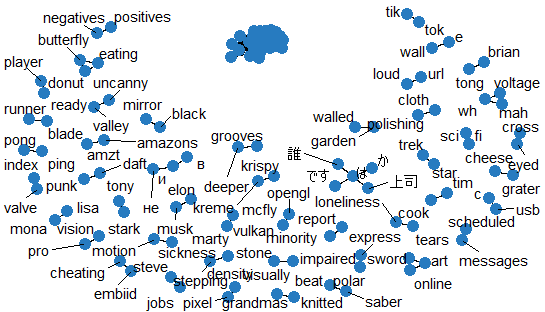 negatives positives
tik
butterfly
tok
eating
wall e
player
brian
donut uncanny
loud url
tong voltage
ready mirror
cloth
wh mah
runner
valley black
walled polishing
cross
blade
grooves
garden
sci fi
pong
amazons
誰
か
trek
cheese
index ping amzt daft и в
krispy
です は
上司
star
eyed
punk tony
elon
deeper
opengl
loneliness
tim
grater
valve
lisa
не
kreme mcfly
c
usb
mona vision stark
musk
vulkan
report
cook
scheduled
pro motion
marty
minority
express
tears
cheating steve
sickness stone
impaired sword
art
messages
embiid
stepping density visually
beat polar
online
jobs pixel grandmas knitted
saber